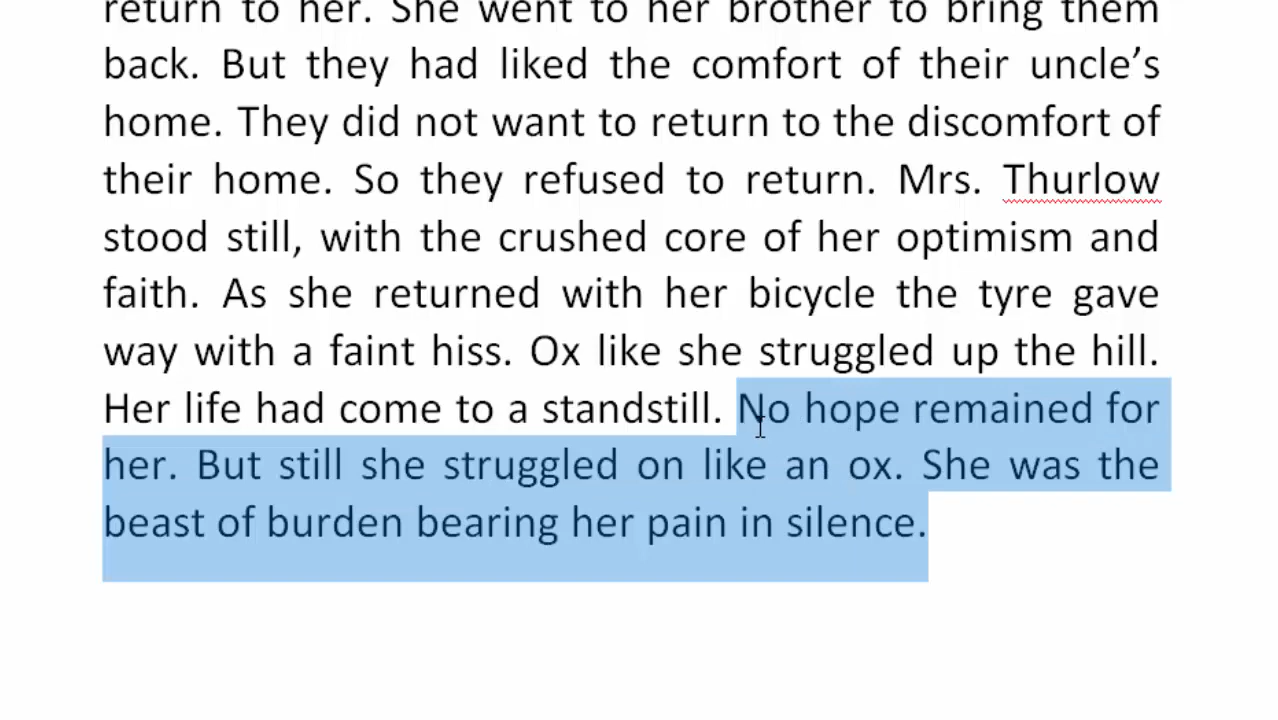 return to her. She went to her brother to bring them
back. But they had liked the comfort of their uncle’s
home. They did not want to return to the discomfort of
their home. So they refused to return. Mrs. Thurlow
stood still, with the crushed core of her optimism and
faith. As she returned with her bicycle the tyre gave
way with a faint hiss. Ox like she struggled up the hill.
Her life had come to a standstill. No hope remained for
her. But still she struggled on like an ox. She was the
beast of burden bearing her pain in silence.